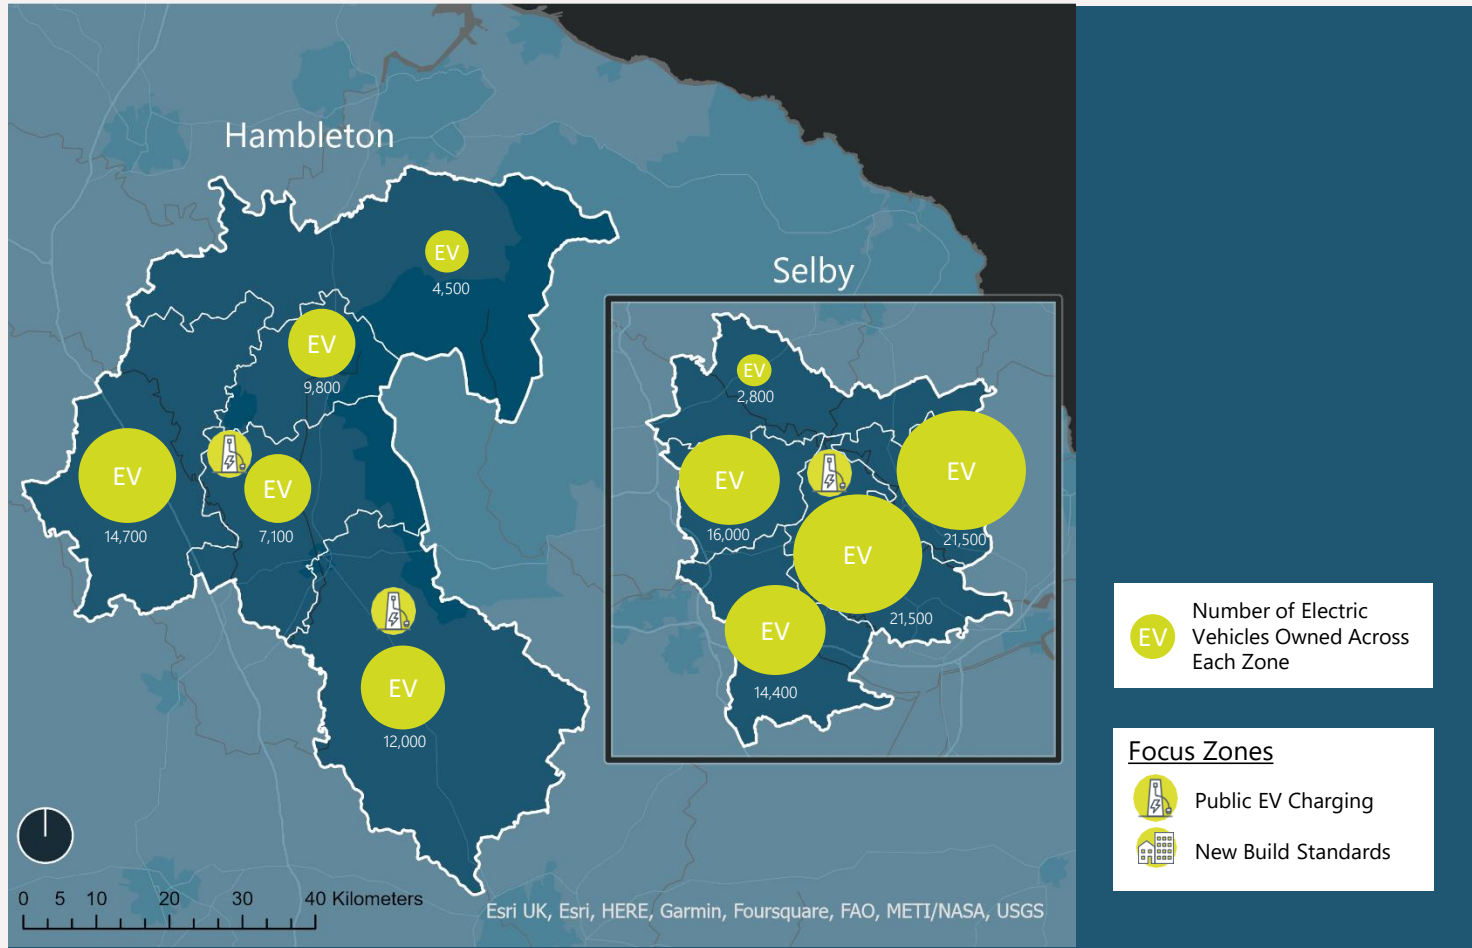 Hambleton
EV
4,500
EV
9,800
EV
14,700
EV
7,100
EV
12,000
Selby
EV
2,800
EV
16,000
EV
21,500
EV
21,500
EV
14,400
EV
Number of Electric
Vehicles Owned Across
Each Zone
Focus Zones
Public EV Charging
New Build Standards
0 5 10 20 30 40 Kilometers
Esri UK, Esri, HERE, Garmin, Foursquare, FAO, METI/NASA, USGS